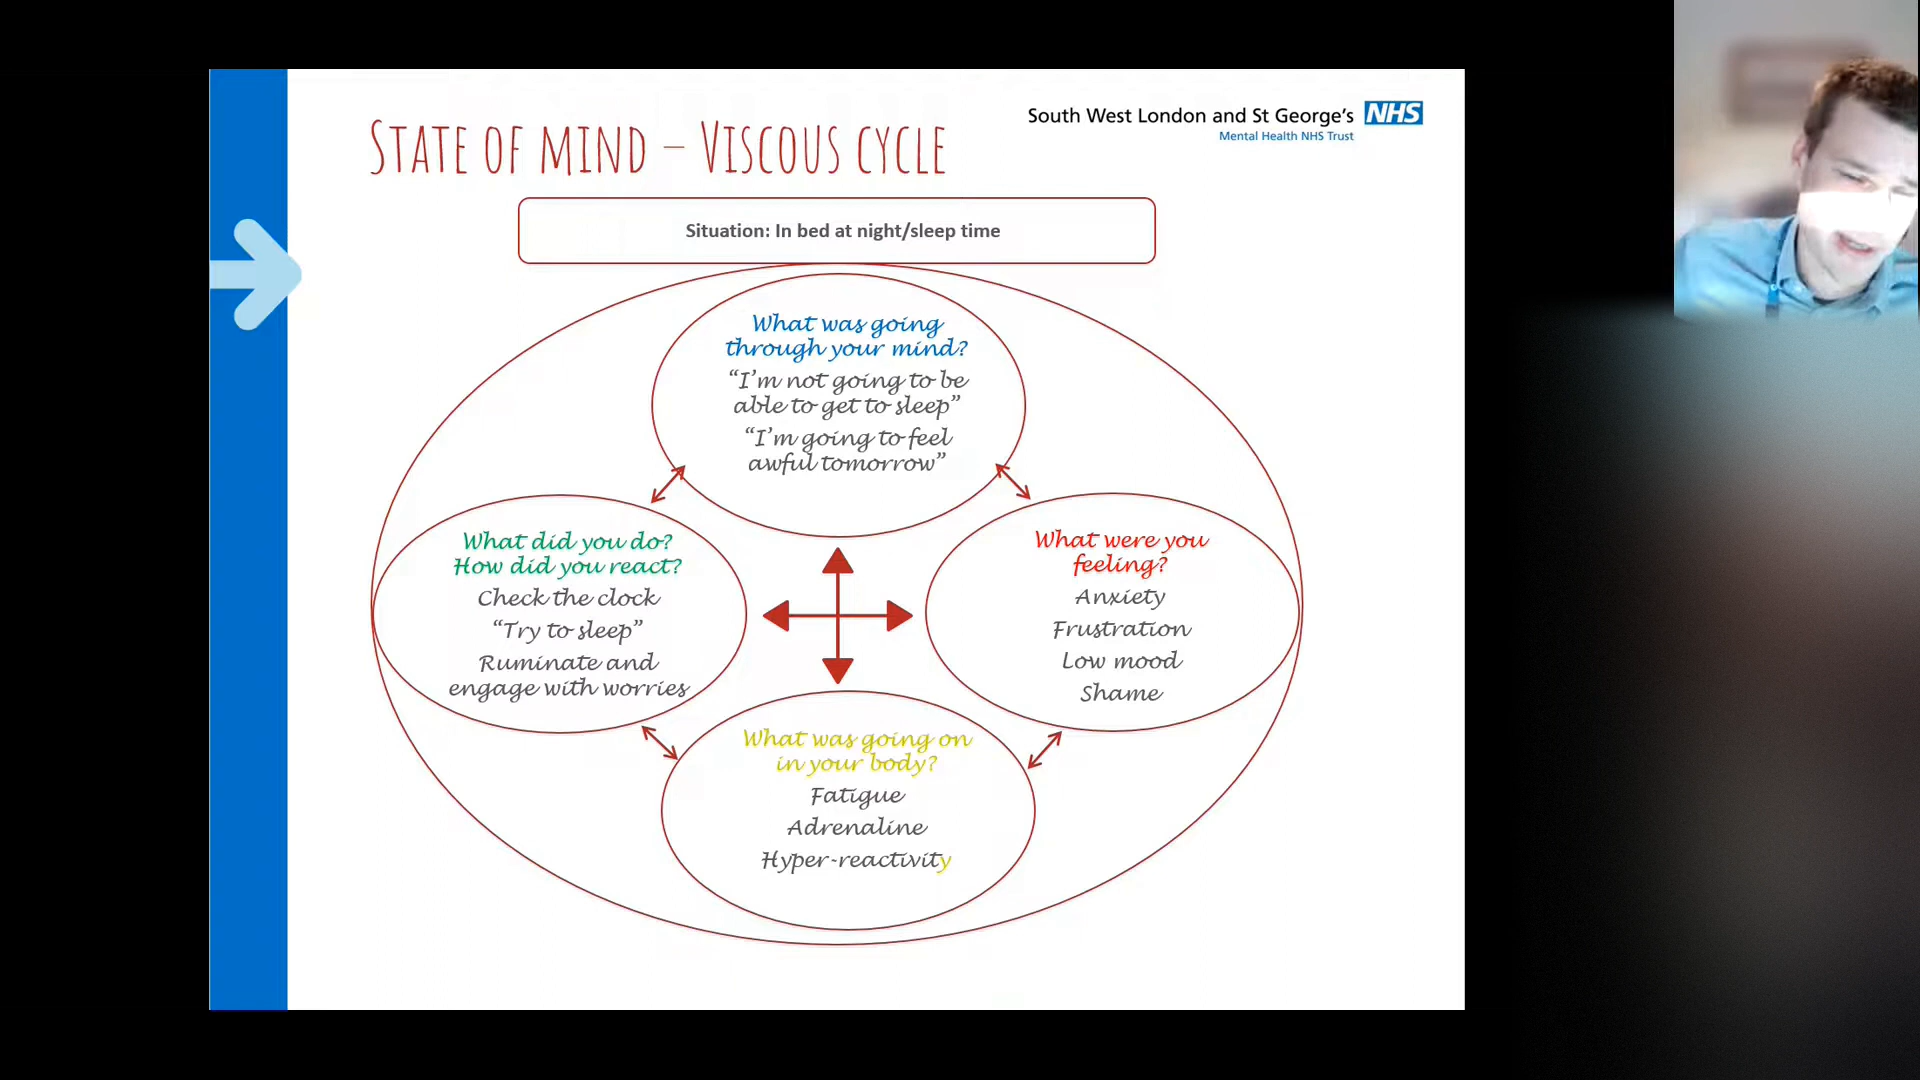 STATE OF MIND – VISCOUS CYCLE
South West London and St George's NHS
Mental Health NHS Trust
Situation: In bed at night/sleep time
What was going
through your mind?
“I'm not going to be
able to get to sleep”
“I'm going to feel
awful tomorrow”
What did you do?
How did you react?
Check the clock
“Try to sleep”
Ruminate and
engage with worries
What were you
feeling?
Anxiety
Frustration
Low mood
Shame
What was going on
in your body?
Fatigue
Adrenaline
Hyper-reactivity